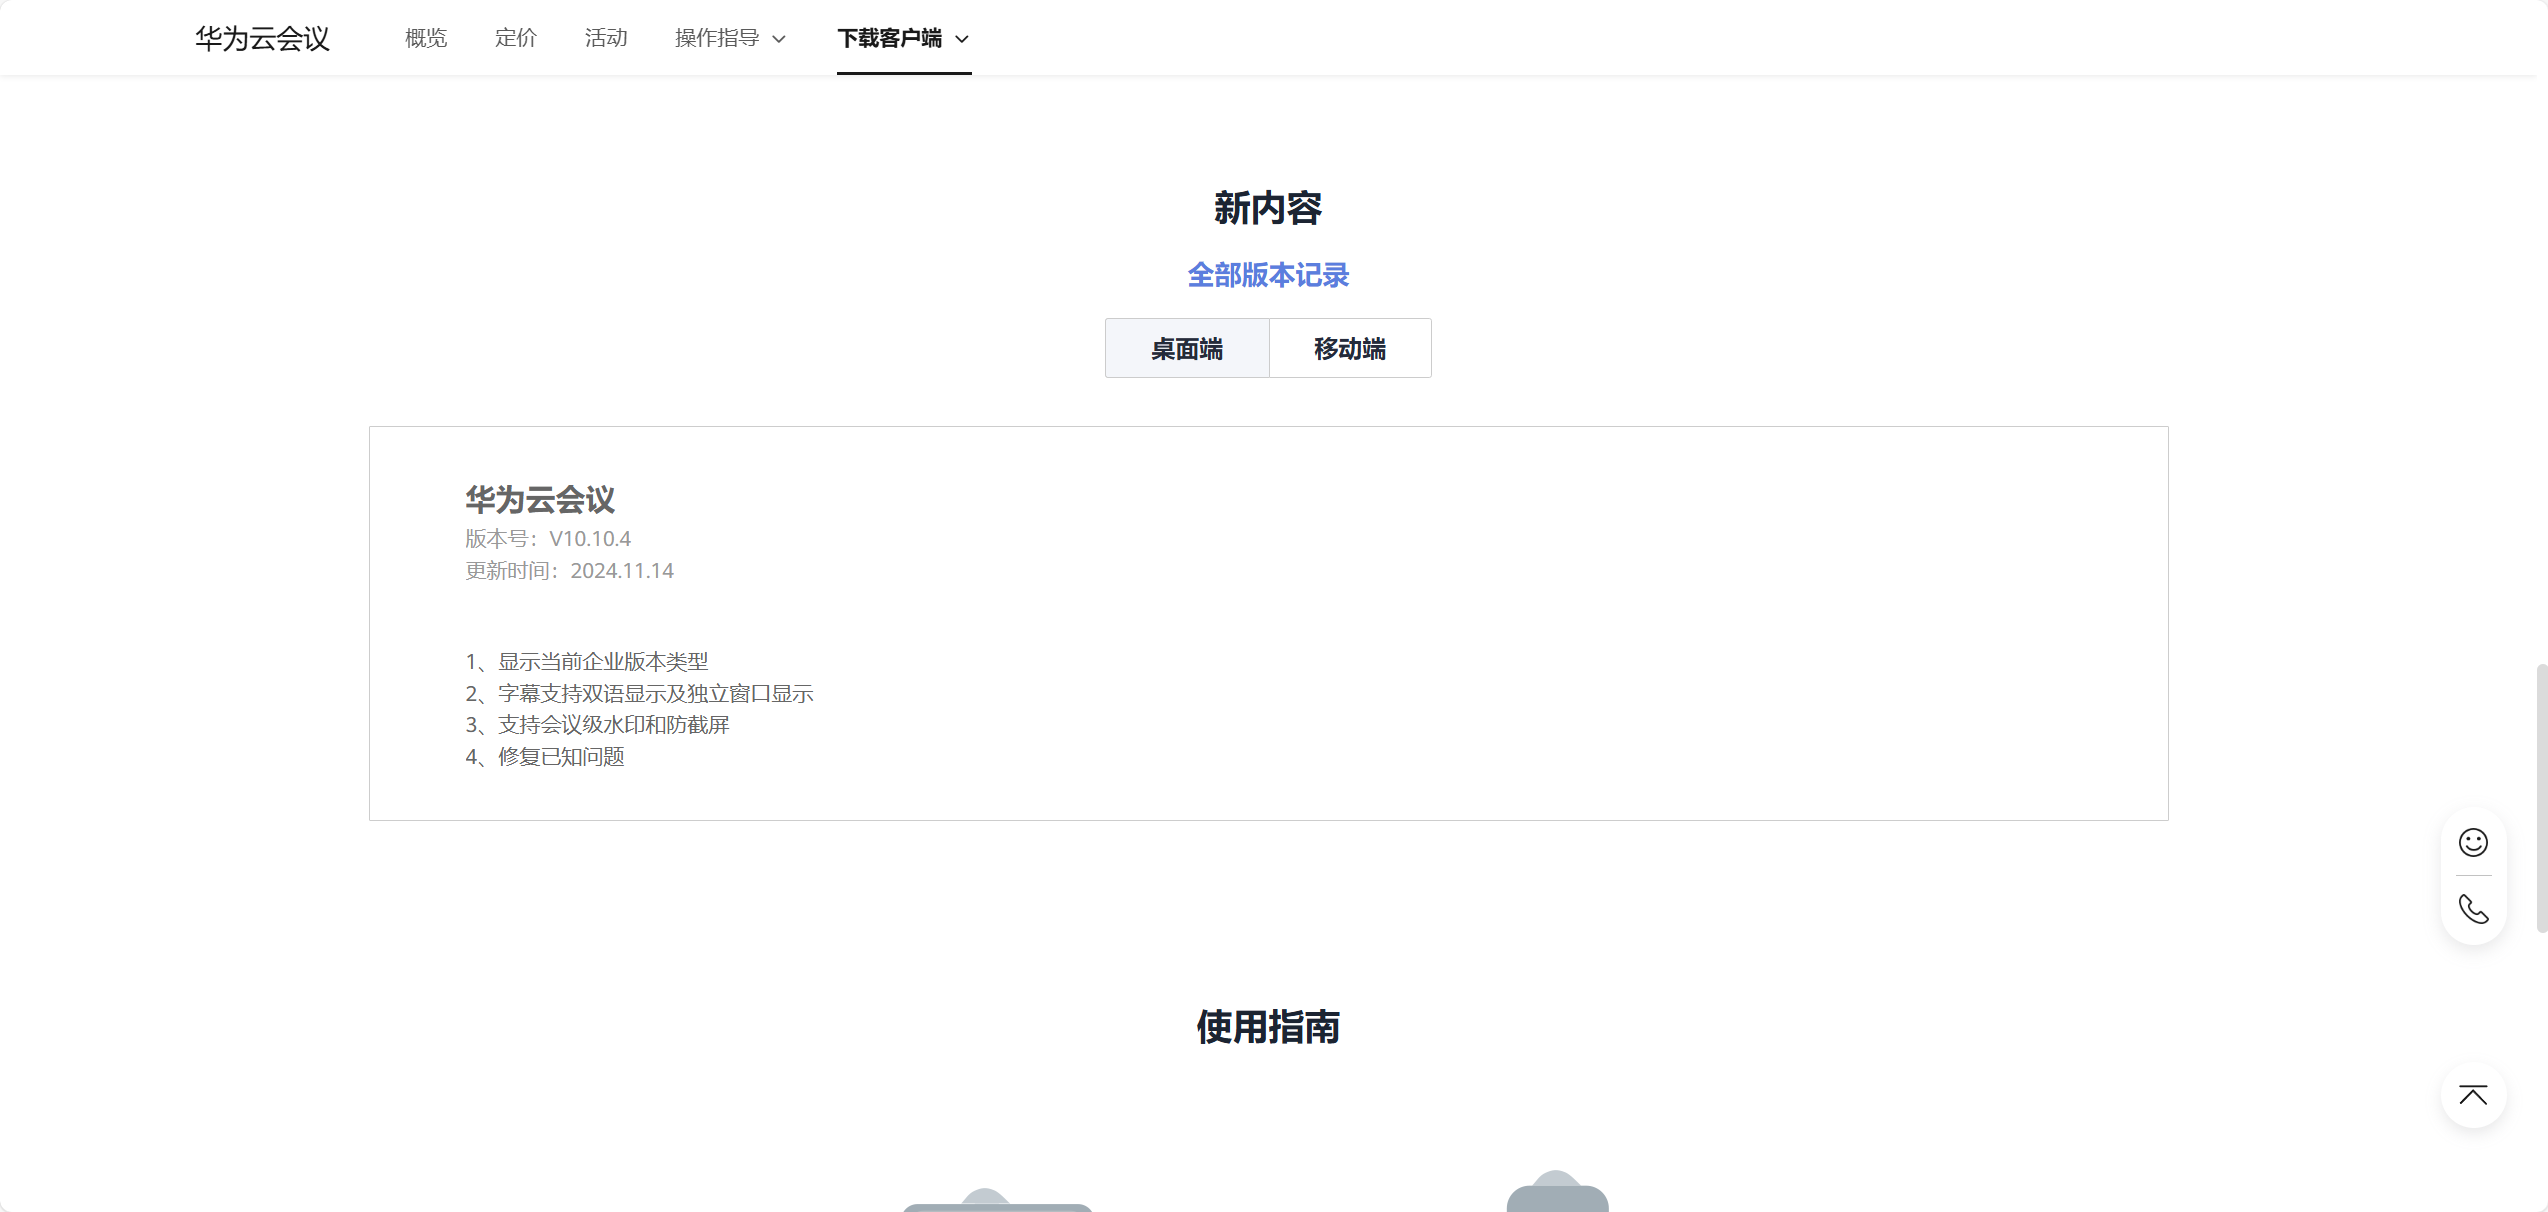 华为云会议
概览
定价
活动
操作指导
下载客户端
新内容
全部版本记录
桌面端
移动端
华为云会议
版本号：V10.10.4
更新时间：2024.11.14
1、显示当前企业版本类型
2、字幕支持双语显示及独立窗口显示
3、支持会议级水印和防截屏
4、修复已知问题
使用指南